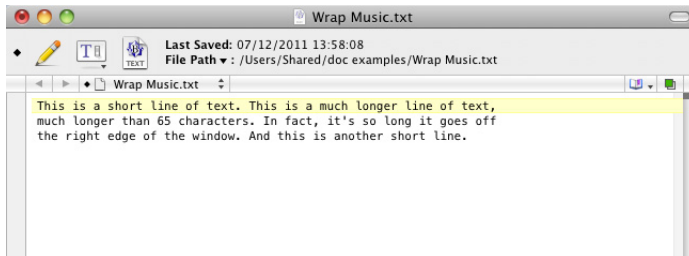 Wrap Music.txt
Last Saved: 07/12/2011 13:58:08
File Path ▾ : /Users/Shared/doc examples/Wrap Music.txt
TEXT
Wrap Music.txt
This is a short line of text. This is a much longer line of text,
much longer than 65 characters. In fact, it's so long it goes off
the right edge of the window. And this is another short line.